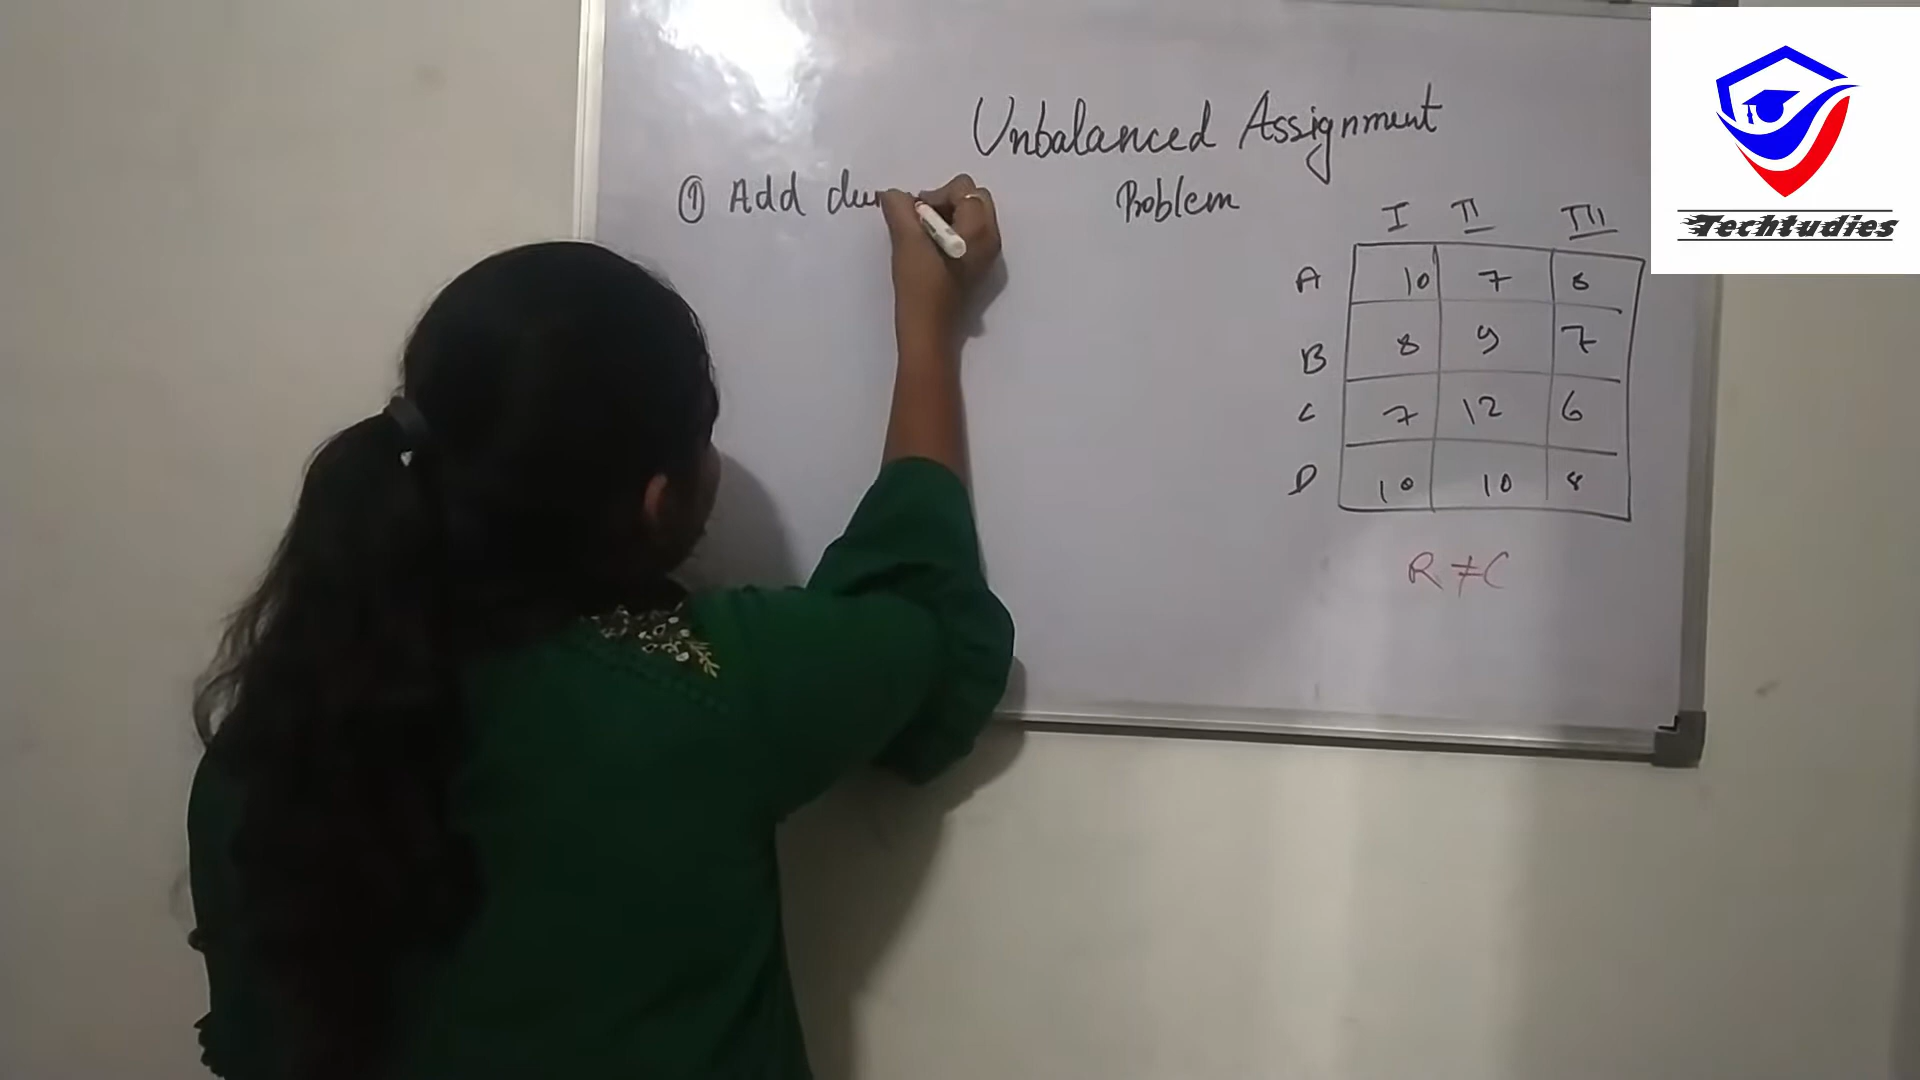 Unbalanced Assignment
Problem
① Add
I II III
A 10 7 8
B 8 9 7
C 7 12 6
D 10 10 8
R ≠ C
Techtudies